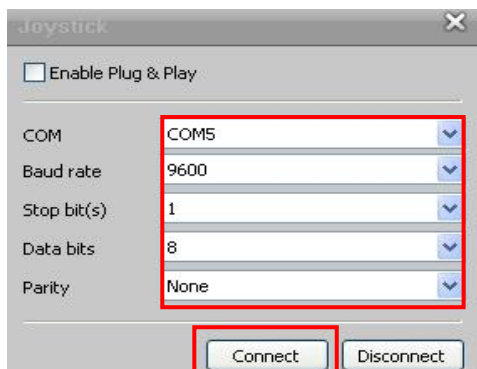 Joystick
Enable Plug & Play
COM COM5
Baud rate 9600
Stop bit(s) 1
Data bits 8
Parity None
Connect Disconnect